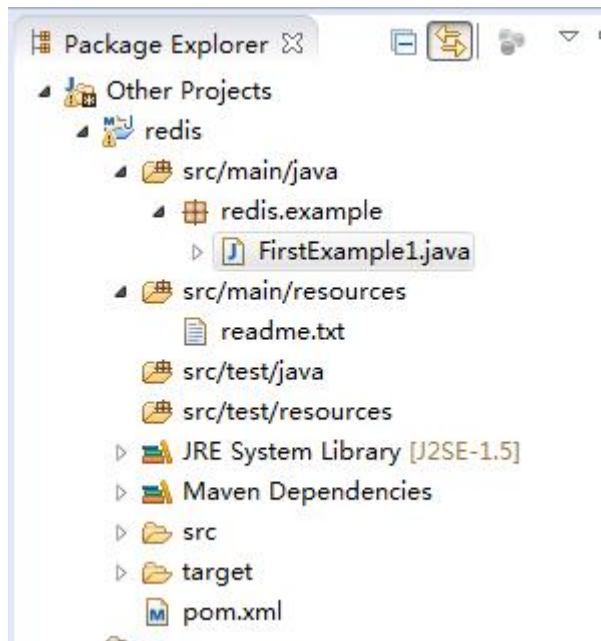 Package Explorer
Other Projects
redis
src/main/java
redis.example
FirstExample1.java
src/main/resources
readme.txt
src/test/java
src/test/resources
JRE System Library [J2SE-1.5]
Maven Dependencies
src
target
pom.xml